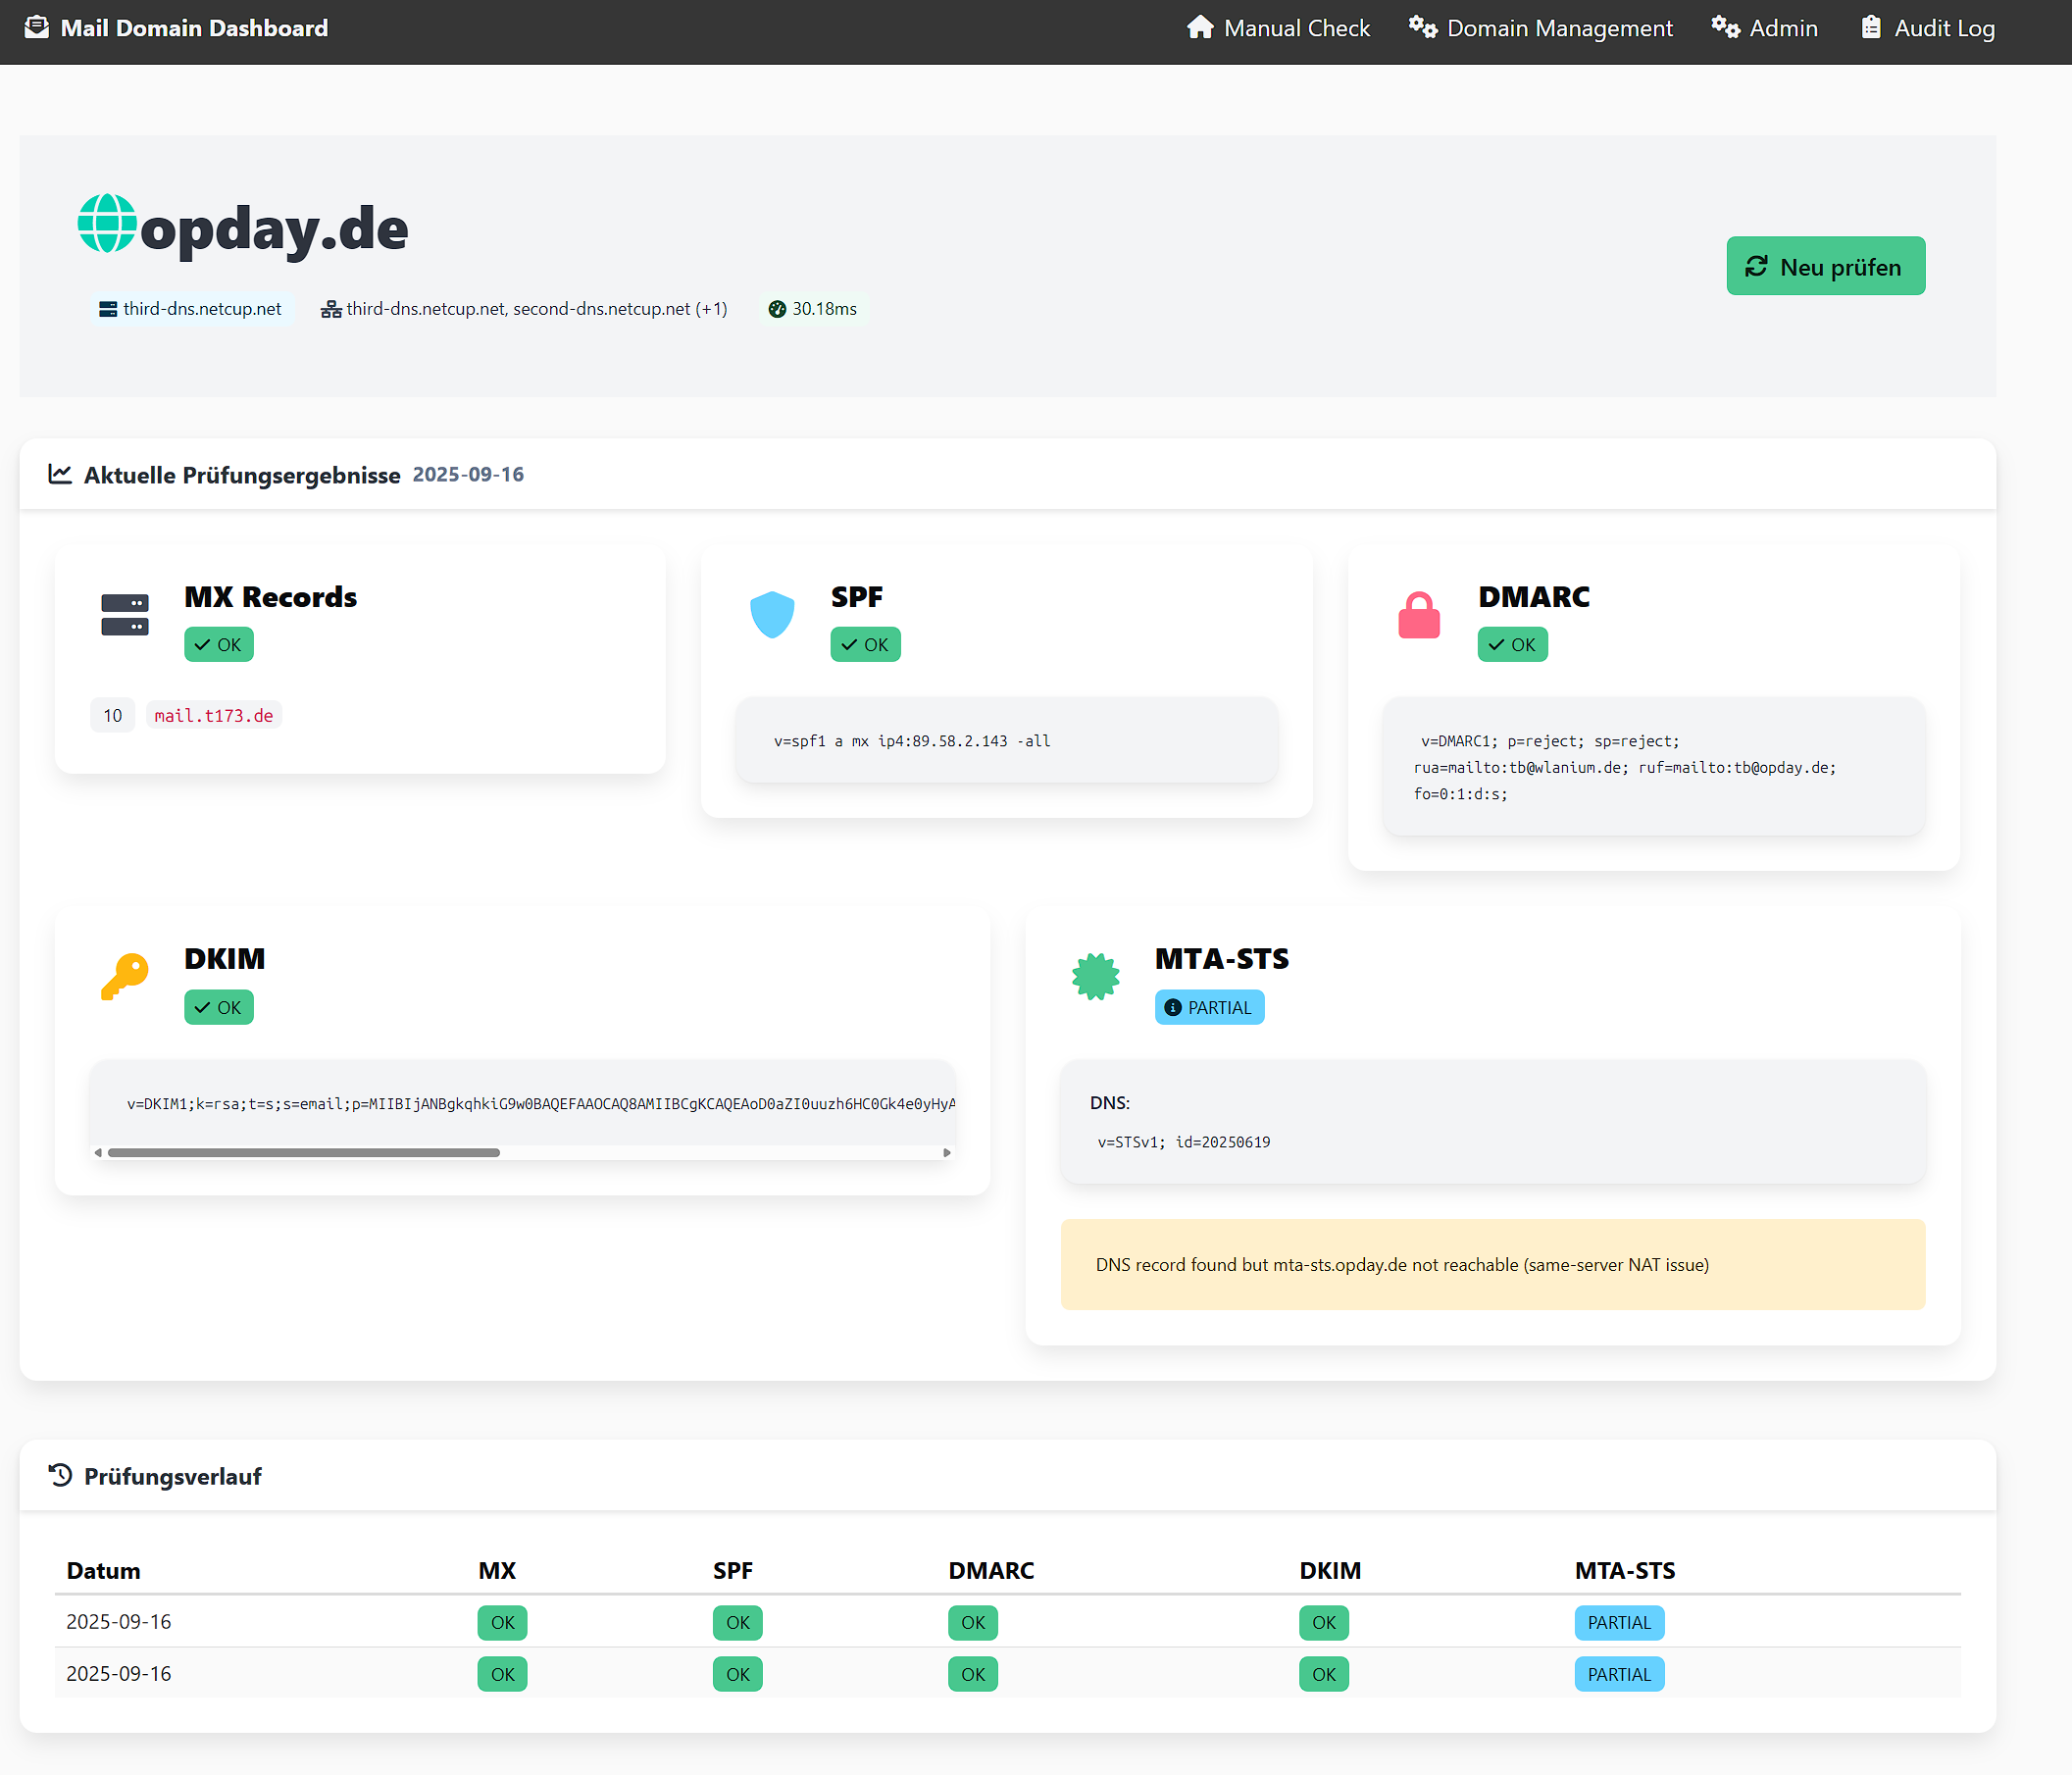 Mail Domain Dashboard
Manual Check
Domain Management
Admin
Audit Log
opday.de
third-dns.netcup.net
third-dns.netcup.net, second-dns.netcup.net (+1)
30.18ms
Neu prüfen
Aktuelle Prüfungsergebnisse 2025-09-16
MX Records
OK
10 mail.t173.de
SPF
OK
v=spf1 a mx ip4:89.58.2.143 -all
DMARC
OK
v=DMARC1; p=reject; sp=reject;
rua=mailto:tb@wlanium.de; ruf=mailto:tb@opday.de;
fo=0:1:d:s;
DKIM
OK
v=DKIM1;k=rsa;t=s;s=email;p=MIIBIjANBgkqhkiG9w0BAQEFAAOCAQ8AMIIBCgKCAQEAoD0aZI0uuzh6HC0Gk4e0yHyA
MTA-STS
PARTIAL
DNS:
v=STSv1; id=20250619
DNS record found but mta-sts.opday.de not reachable (same-server NAT issue)
Prüfungsverlauf
Datum MX SPF DMARC DKIM MTA-STS
2025-09-16 OK OK OK OK PARTIAL
2025-09-16 OK OK OK OK PARTIAL